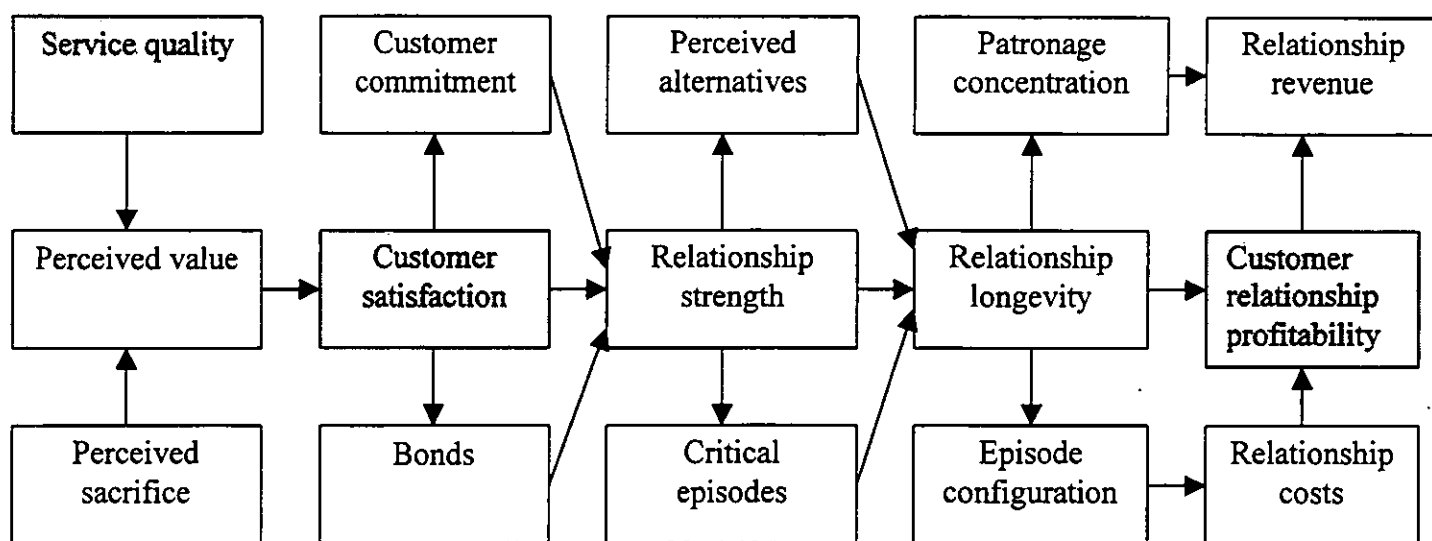 Service quality
Customer
commitment
Perceived
alternatives
Patronage
concentration
Relationship
revenue
Perceived value
Customer
satisfaction
Relationship
strength
Relationship
longevity
Customer
relationship
profitability
Perceived
sacrifice
Bonds
Critical
episodes
Episode
configuration
Relationship
costs